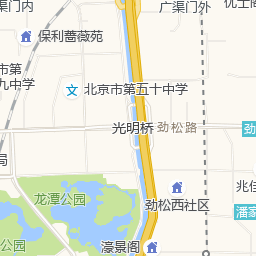 渠门内
广渠门外
优士阁
保利蔷薇苑
市第
九中学
北京市第五十中学
光明桥
劲松路
劲
局
兆佳
龙潭公园
劲松西社区
潘家
公园
濠景阁